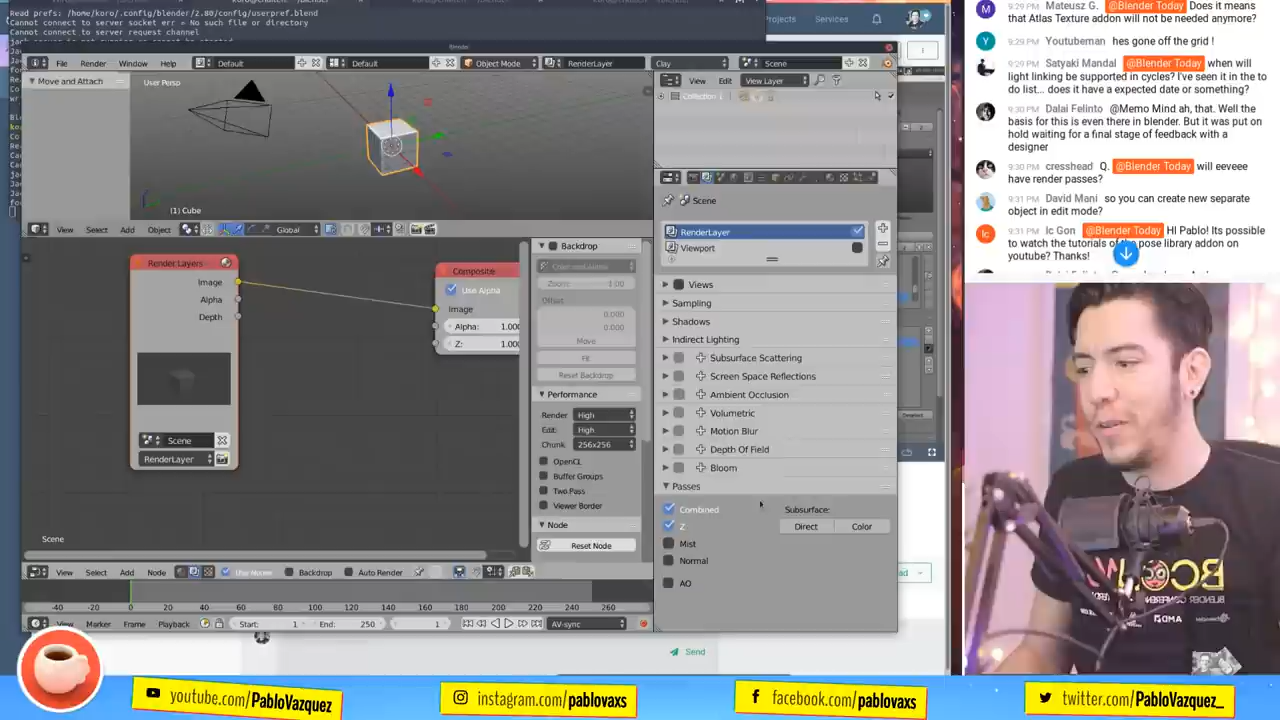 Read prefs: /home/koro/.config/blender/2.80/config/userpref.blend
Cannot connect to server socket err = No such file or directory
Cannot connect to server request channel
Projects
Services
Blender
File
Render
Window
Help
Default
Default
Object Mode
RenderLayer
Clay
Scene
Move and Attach
User Persp
(1) Cube
View
Edit
View Layer
Collection 1
View
Select
Add
Object
Global
Scene
RenderLayer
Viewport
Views
Sampling
Shadows
Indirect Lighting
Subsurface Scattering
Screen Space Reflections
Ambient Occlusion
Volumetric
Motion Blur
Depth Of Field
Bloom
Passes
Combined
Z
Mist
Normal
AO
Subsurface:
Direct
Color
Render Layers
Image
Alpha
Depth
Scene
RenderLayer
Composite
Use Alpha
Image
Alpha: 1.000
Z: 1.000
Backdrop
Color and Alpha
Zoom: 1.00
Offset
0.000
0.000
Move
Fit
Reset Backdrop
Performance
Render High
Edit: High
Chunk 256x256
OpenCL
Buffer Groups
Two Pass
Viewer Border
Node
Reset Node
Scene
View
Select
Add
Node
Use Nodes
Backdrop
Auto Render
-40 -20 0 20 40 60 80 100 120 140 160 180 200 220 240 260
View
Marker
Frame
Playback
Start: 1
End: 250
1
AV-sync
Send
9:29 PM Mateusz G. @Blender Today Does it means that Atlas Texture addon will not be needed anymore?
9:29 PM Youtubeman hes gone off the grid !
9:29 PM Satyaki Mandal @Blender Today when will
light linking be supported in cycles? I've seen it in the to
do list... does it have a expected date or something?
9:30 PM Dalai Felinto @Memo Mind ah, that. Well the
basis for this is even there in blender. But it was put on
hold waiting for a final stage of feedback with a
designer
9:30 PM cresshead Q. @Blender Today will eeveee
have render passes?
9:31 PM David Mani so you can create new separate
object in edit mode?
9:31 PM Ic Gon @Blender Today HI Pablo! Its possible
to watch the tutorials of pose library addon on
youtube? Thanks!
youtube.com/PabloVazquez
instagram.com/pablovaxs
facebook.com/pablovaxs
twitter.com/PabloVazquez_